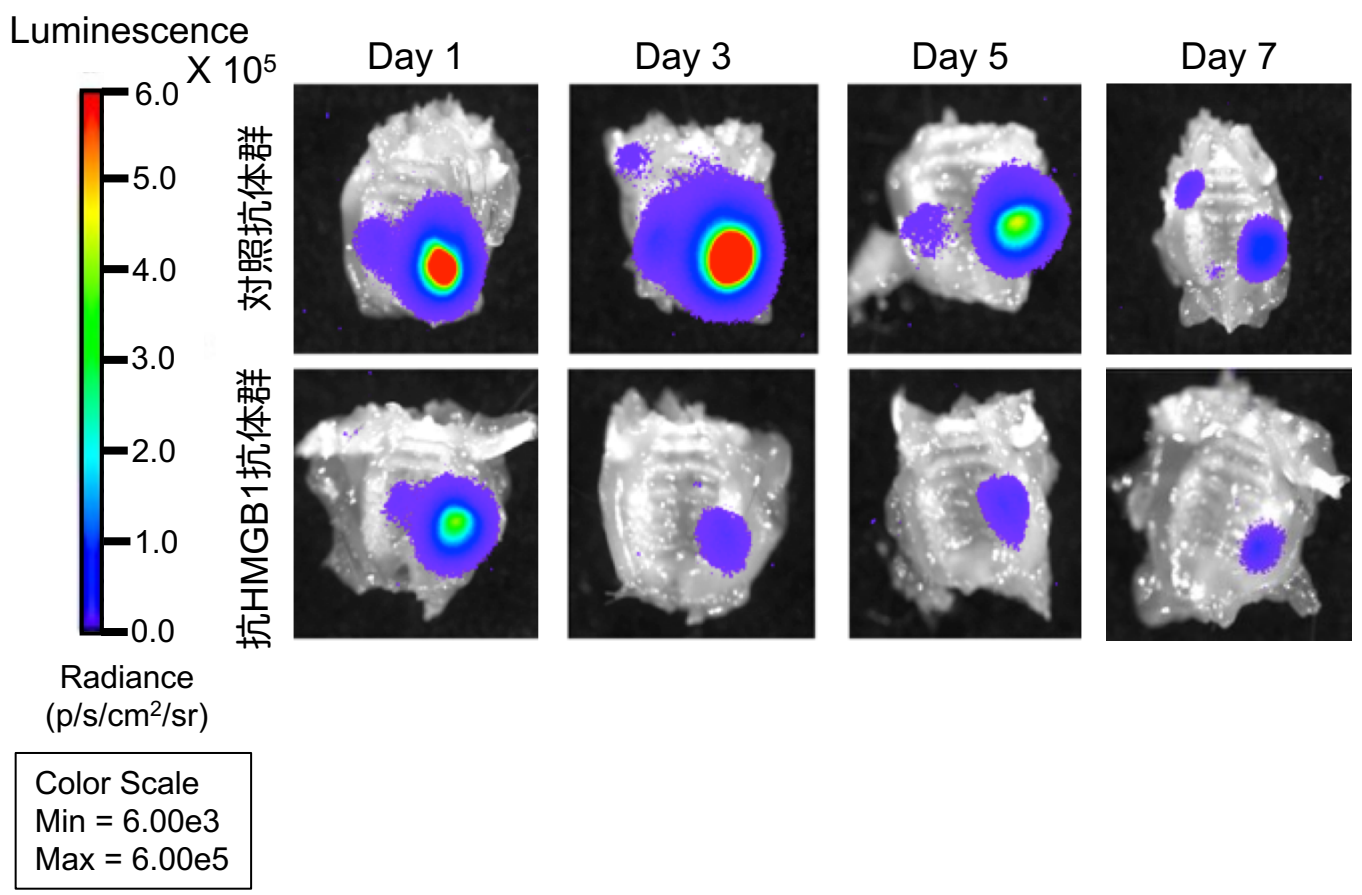 Luminescence
X 10⁵
Day 1
Day 3
Day 5
Day 7
6.0
5.0
4.0
3.0
2.0
1.0
0.0
対照抗体群
抗HMGB1抗体群
Radiance
(p/s/cm²/sr)
Color Scale
Min = 6.00e3
Max = 6.00e5